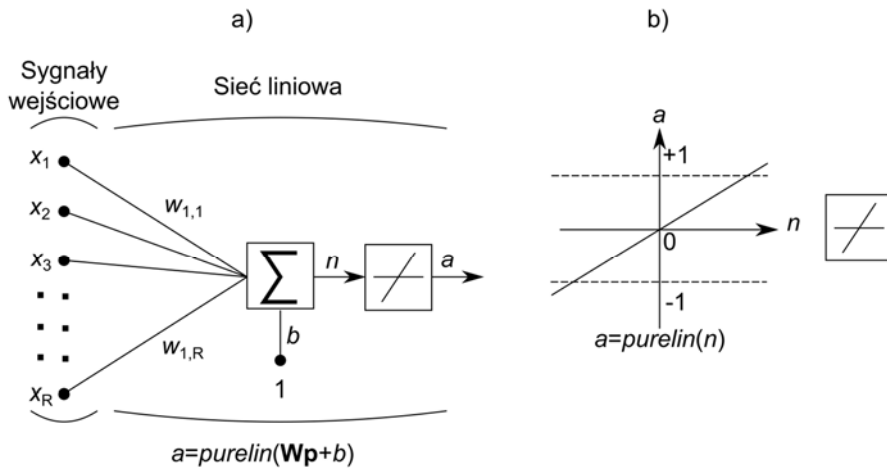 a)
Sygnały
wejściowe
Sieć liniowa
x1
x2
x3
xR
w1,1
w1,R
Σ
n
a
b
1
a=purelin(Wp+b)
b)
a
+1
n
0
-1
a=purelin(n)